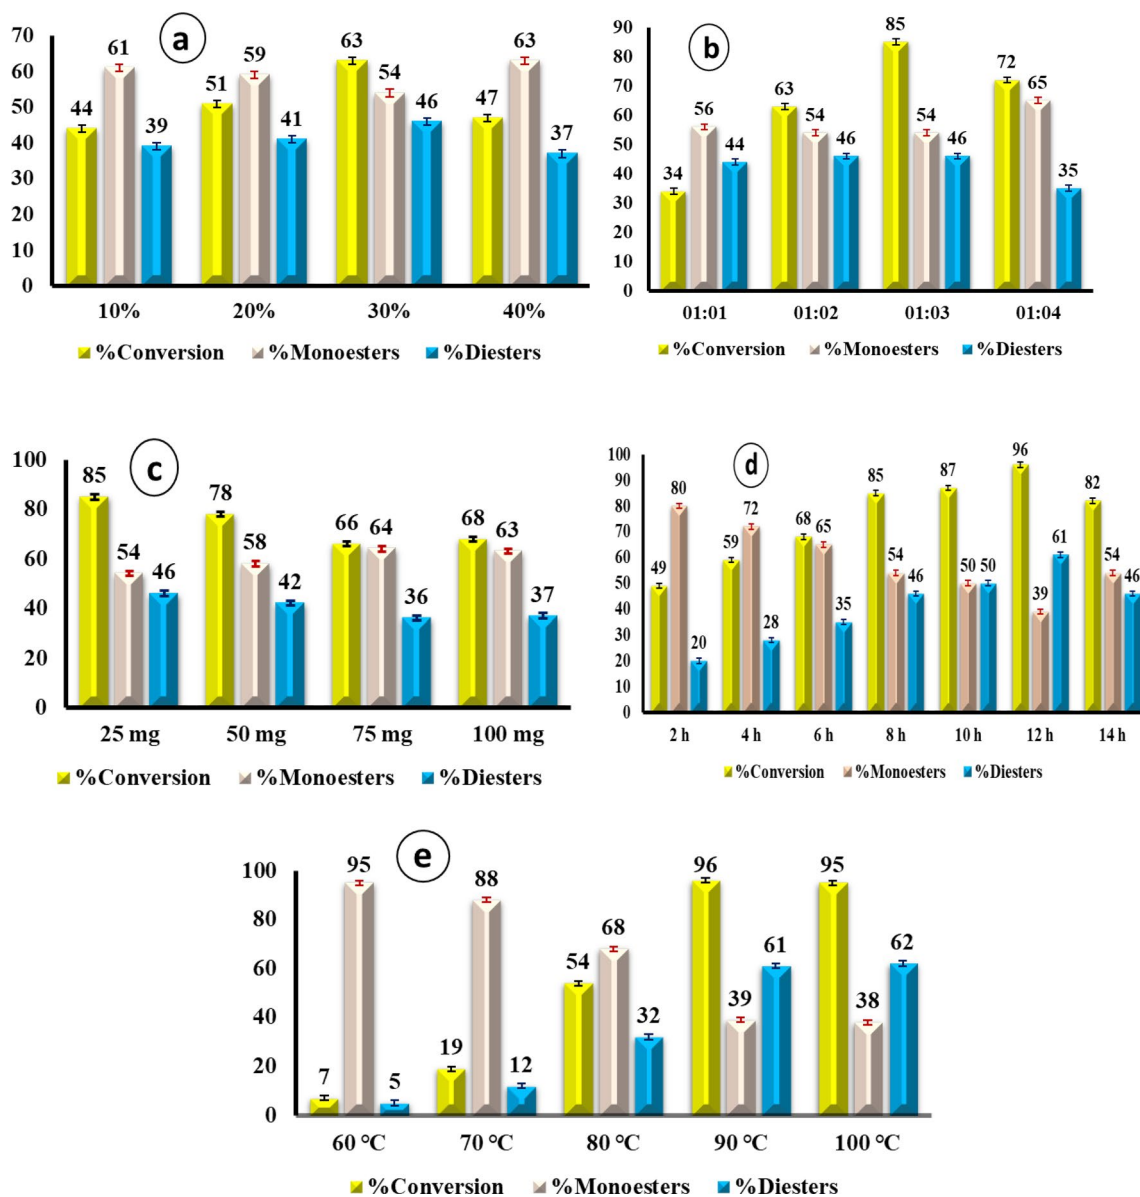 a
70
60
50
40
30
20
10
0
44 61 39
51 59 41
63 54 46
47 63 37
10% 20% 30% 40%
%Conversion %Monoesters %Diesters
b
90
80
70
60
50
40
30
20
10
0
34 56 44
63 54 46
85 54 46
72 65 35
01:01 01:02 01:03 01:04
%Conversion %Monoesters %Diesters
c
100
80
60
40
20
0
85 54 46
78 58 42
66 64 36
68 63 37
25 mg 50 mg 75 mg 100 mg
%Conversion %Monoesters %Diesters
d
100
90
80
70
60
50
40
30
20
10
0
49 80 20
59 72 28
68 65 35
85 54 46
87 50 50
96 39 61
82 54 46
2 h 4 h 6 h 8 h 10 h 12 h 14 h
%Conversion %Monoesters %Diesters
e
100
80
60
40
20
0
7 95 5
19 88 12
54 68 32
96 39 61
95 38 62
60 °C 70 °C 80 °C 90 °C 100 °C
%Conversion %Monoesters %Diesters